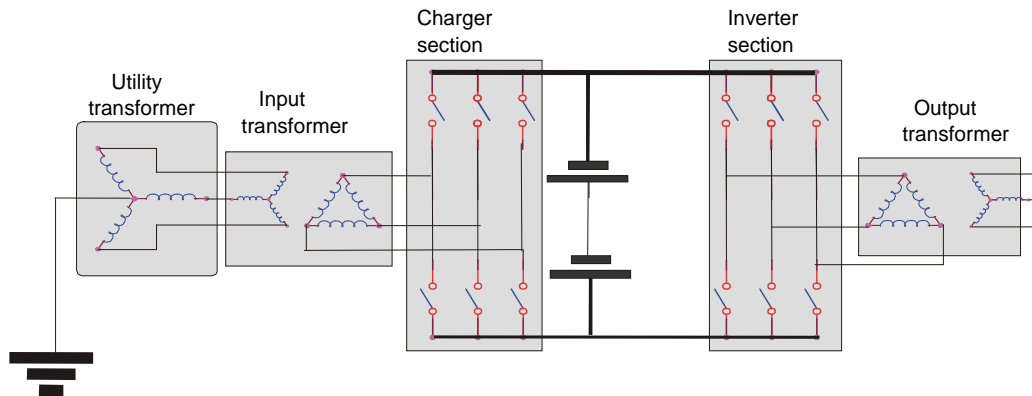 Charger
section
Inverter
section
Utility
transformer
Input
transformer
Output
transformer